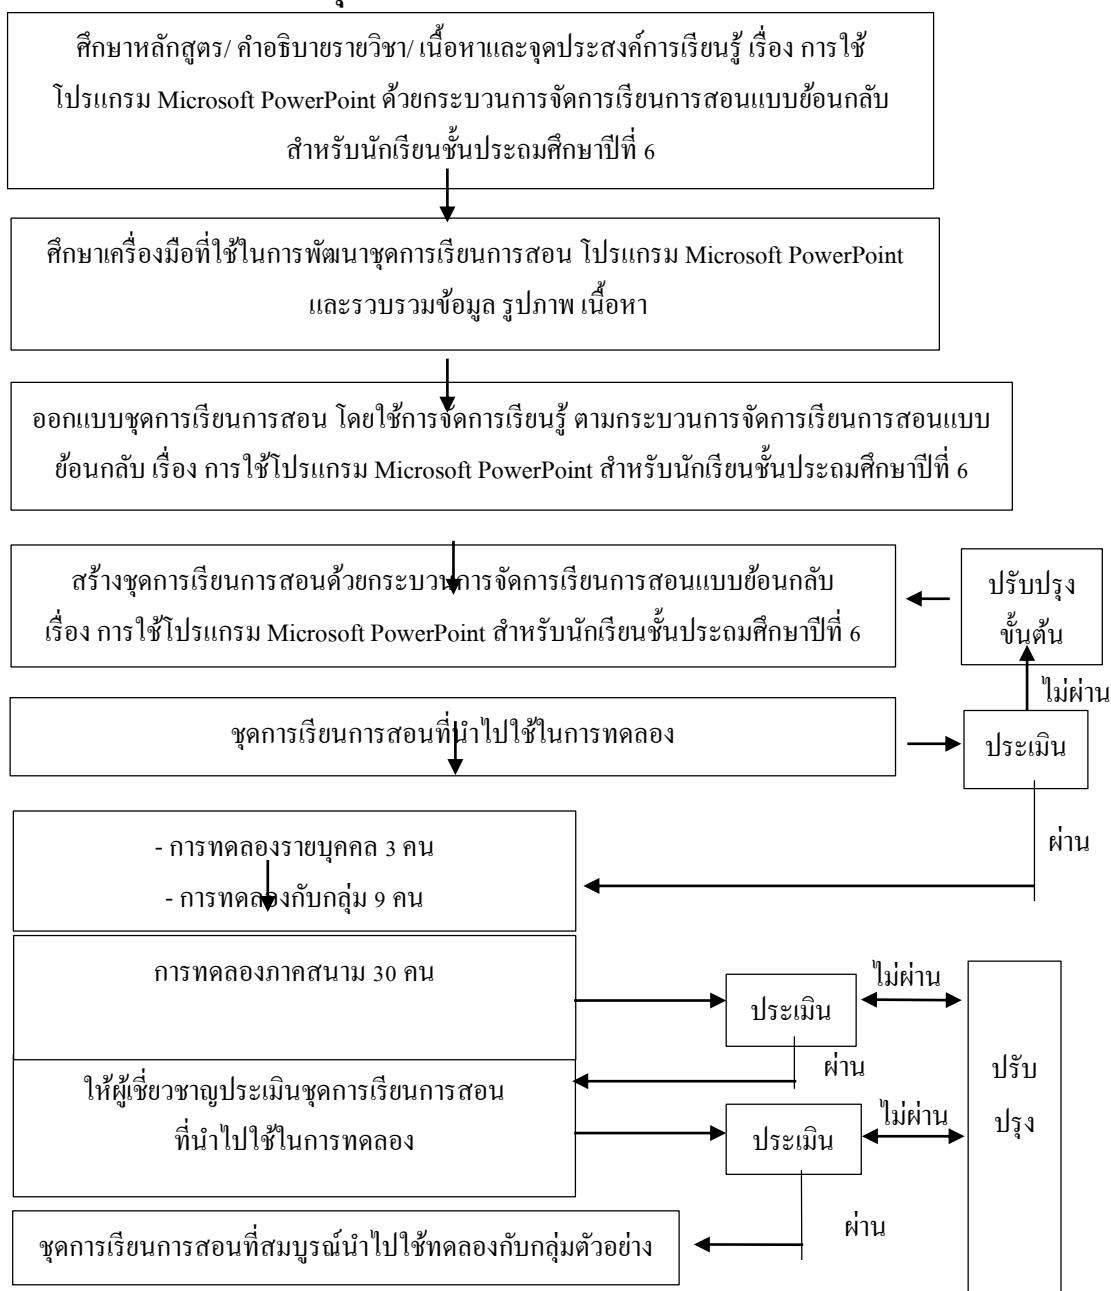 ศึกษาหลักสูตร/ คำอธิบายรายวิชา/ เนื้อหาและจุดประสงค์การเรียนรู้ เรื่อง การใช้
โปรแกรม Microsoft PowerPoint ด้วยกระบวนการจัดการเรียนการสอนแบบย้อนกลับ
สำหรับนักเรียนชั้นประถมศึกษาปีที่ 6
ศึกษาเครื่องมือที่ใช้ในการพัฒนาชุดการเรียนการสอน โปรแกรม Microsoft PowerPoint
และรวบรวมข้อมูล รูปภาพ เนื้อหา
ออกแบบชุดการเรียนการสอน โดยใช้การจัดการเรียนรู้ ตามกระบวนการจัดการเรียนการสอนแบบ
ย้อนกลับ เรื่อง การใช้โปรแกรม Microsoft PowerPoint สำหรับนักเรียนชั้นประถมศึกษาปีที่ 6
สร้างชุดการเรียนการสอนด้วยกระบวนการจัดการเรียนการสอนแบบย้อนกลับ
เรื่อง การใช้โปรแกรม Microsoft PowerPoint สำหรับนักเรียนชั้นประถมศึกษาปีที่ 6
ปรับปรุง
ขั้นต้น
ไม่ผ่าน
ชุดการเรียนการสอนที่นำไปใช้ในการทดลอง
ประเมิน
ผ่าน
- การทดลองรายบุคคล 3 คน
- การทดลองกับกลุ่ม 9 คน
การทดลองภาคสนาม 30 คน
ไม่ผ่าน
ประเมิน
ผ่าน
ปรับ
ปรุง
ให้ผู้เชี่ยวชาญประเมินชุดการเรียนการสอน
ที่นำไปใช้ในการทดลอง
ไม่ผ่าน
ประเมิน
ผ่าน
ชุดการเรียนการสอนที่สมบูรณ์นำไปใช้ทดลองกับกลุ่มตัวอย่าง